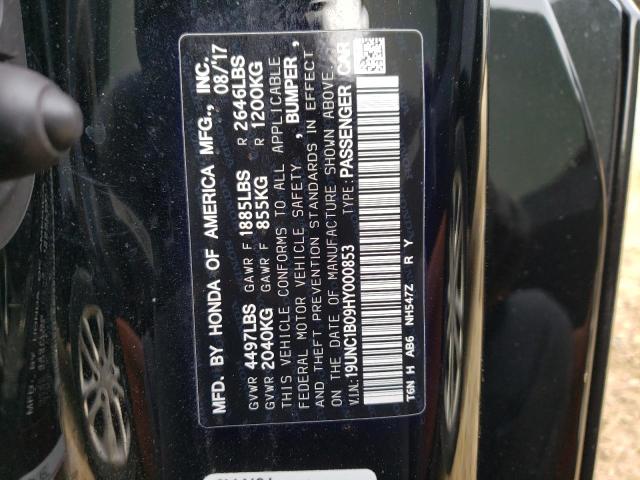 MFD. BY HONDA OF AMERICA MFG., INC.
08/'17
GVWR 4497LBS GAWR F 1885LBS R 2646LBS
GVWR 2040KG GAWR F 855KG R 1200KG
THIS VEHICLE CONFORMS TO ALL APPLICABLE
FEDERAL MOTOR VEHICLE SAFETY, BUMPER,
AND THEFT PREVENTION STANDARDS IN EFFECT
ON THE DATE OF MANUFACTURE SHOWN ABOVE.
V.I.N.: 19UNC1B09HY000853 TYPE: PASSENGER CAR
T6N H AB6 NH547Z R Y